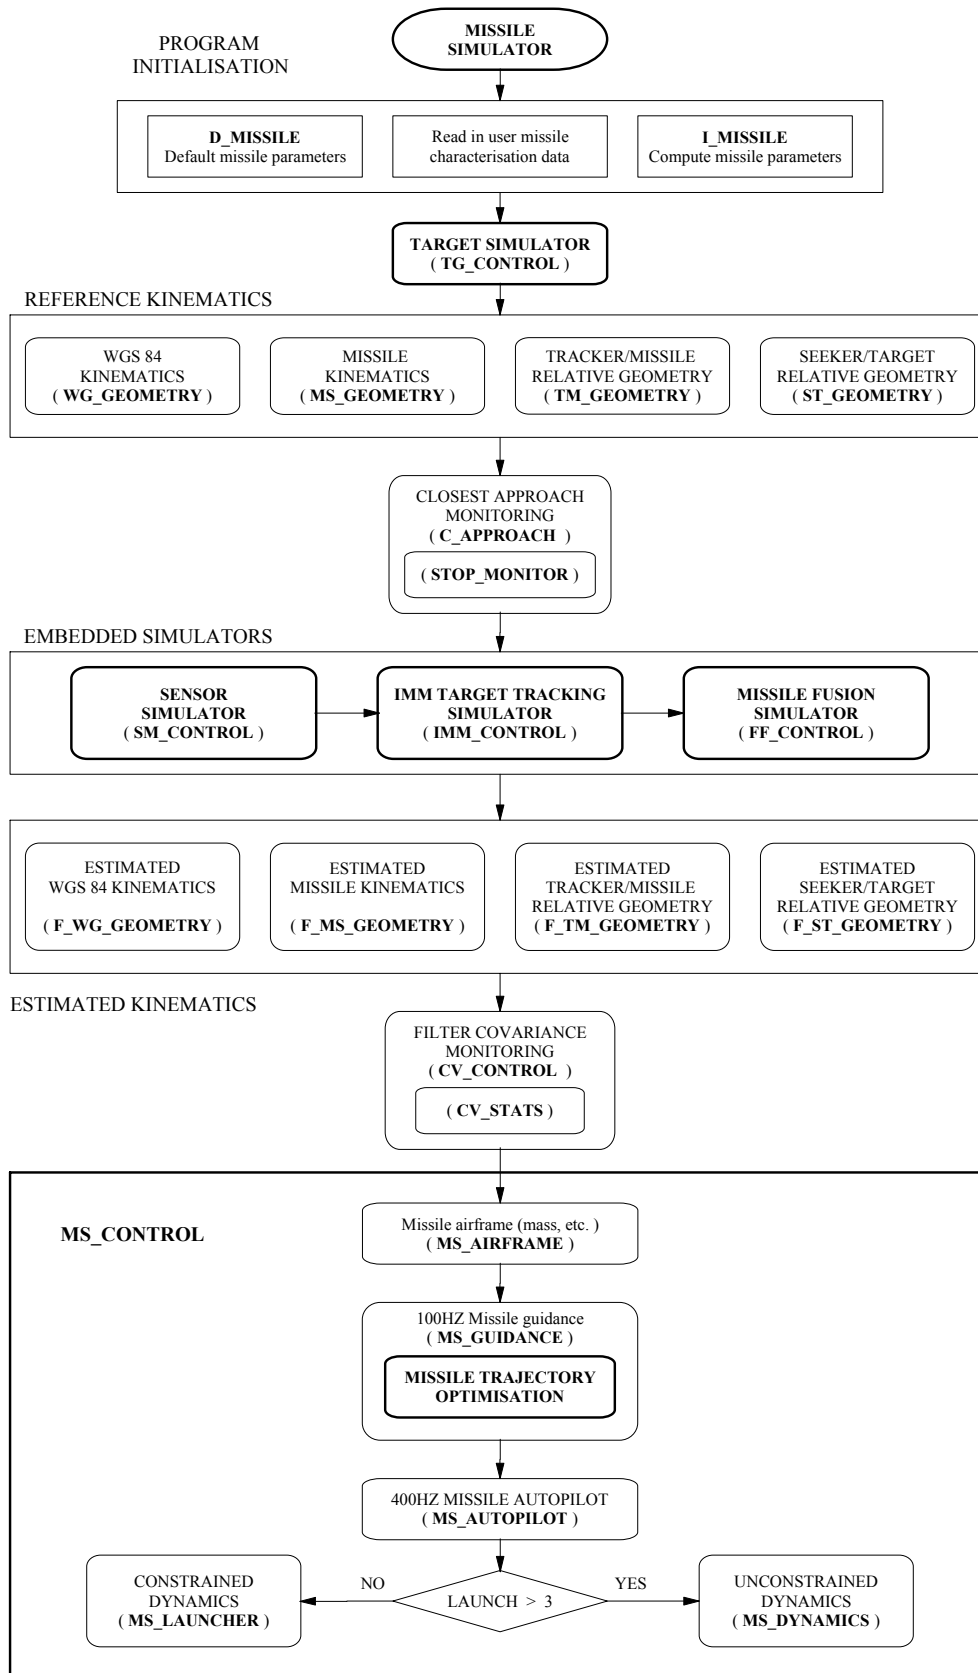 PROGRAM
INITIALISATION
MISSILE
SIMULATOR
D_MISSILE
Default missile parameters
Read in user missile
characterisation data
I_MISSILE
Compute missile parameters
TARGET SIMULATOR
( TG_CONTROL )
REFERENCE KINEMATICS
WGS 84
KINEMATICS
( WG_GEOMETRY )
MISSILE
KINEMATICS
( MS_GEOMETRY )
TRACKER/MISSILE
RELATIVE GEOMETRY
( TM_GEOMETRY )
SEEKER/TARGET
RELATIVE GEOMETRY
( ST_GEOMETRY )
CLOSEST APPROACH
MONITORING
( C_APPROACH )
( STOP_MONITOR )
EMBEDDED SIMULATORS
SENSOR
SIMULATOR
( SM_CONTROL )
IMM TARGET TRACKING
SIMULATOR
( IMM_CONTROL )
MISSILE FUSION
SIMULATOR
( FF_CONTROL )
ESTIMATED
WGS 84 KINEMATICS
( F_WG_GEOMETRY )
ESTIMATED
MISSILE KINEMATICS
( F_MS_GEOMETRY )
ESTIMATED
TRACKER/MISSILE
RELATIVE GEOMETRY
( F_TM_GEOMETRY )
ESTIMATED
SEEKER/TARGET
RELATIVE GEOMETRY
( F_ST_GEOMETRY )
ESTIMATED KINEMATICS
FILTER COVARIANCE
MONITORING
( CV_CONTROL )
( CV_STATS )
MS_CONTROL
Missile airframe (mass, etc. )
( MS_AIRFRAME )
100HZ Missile guidance
( MS_GUIDANCE )
MISSILE TRAJECTORY
OPTIMISATION
400HZ MISSILE AUTOPILOT
( MS_AUTOPILOT )
CONSTRAINED
DYNAMICS
( MS_LAUNCHER )
NO
LAUNCH > 3
YES
UNCONSTRAINED
DYNAMICS
( MS_DYNAMICS )